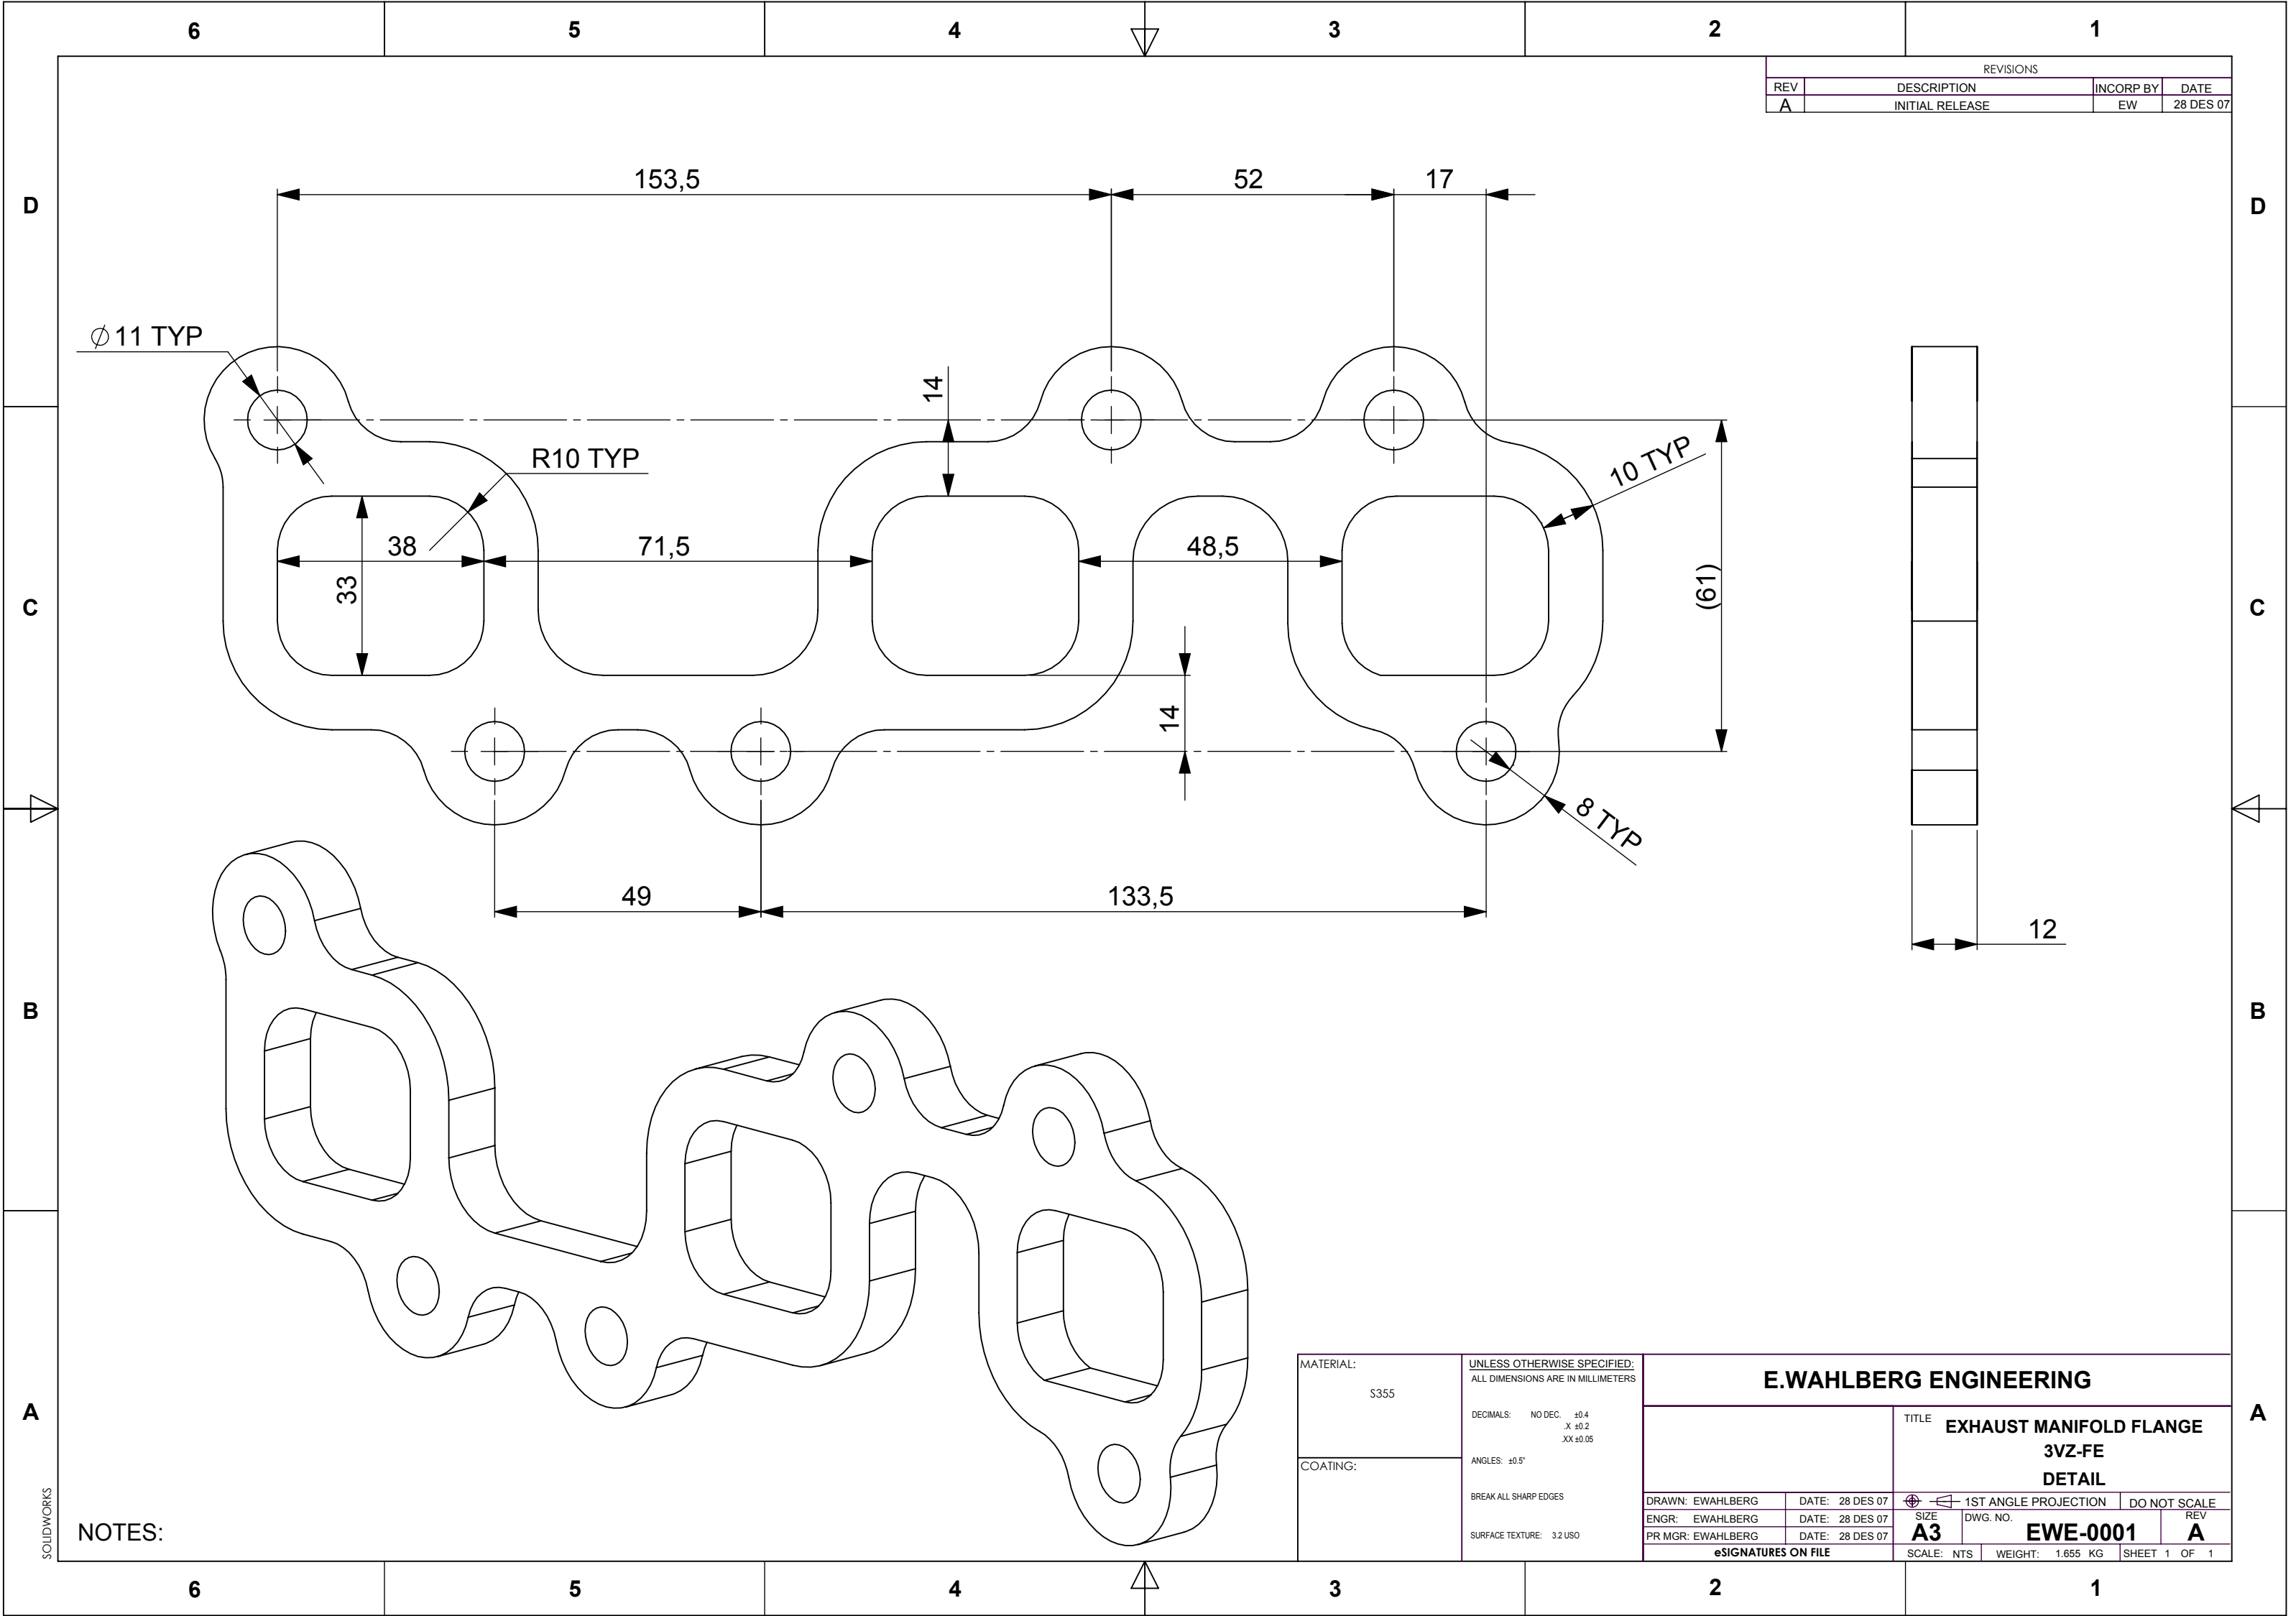 6 5 4 3 2 1
REVISIONS
REV DESCRIPTION INCORP BY DATE
A INITIAL RELEASE EW 28 DES 07
D D
153,5 52 17
∅11 TYP
14
R10 TYP
10 TYP
38 71,5 48,5
33
(61)
C C
14
8 TYP
49 133,5
12
B B
A A
MATERIAL:
S355
COATING:
UNLESS OTHERWISE SPECIFIED:
ALL DIMENSIONS ARE IN MILLIMETERS
DECIMALS: NO DEC. ±0.4
.X ±0.2
.XX ±0.05
ANGLES: ±0.5°
BREAK ALL SHARP EDGES
SURFACE TEXTURE: 3.2 USO
E.WAHLBERG ENGINEERING
TITLE EXHAUST MANIFOLD FLANGE
3VZ-FE
DETAIL
DRAWN: EWAHLBERG DATE: 28 DES 07
ENGR: EWAHLBERG DATE: 28 DES 07
PR MGR: EWAHLBERG DATE: 28 DES 07
eSIGNATURES ON FILE
1ST ANGLE PROJECTION DO NOT SCALE
SIZE A3 DWG. NO. EWE-0001 REV A
SCALE: NTS WEIGHT: 1.655 KG SHEET 1 OF 1
SOLIDWORKS
NOTES:
6 5 4 3 2 1